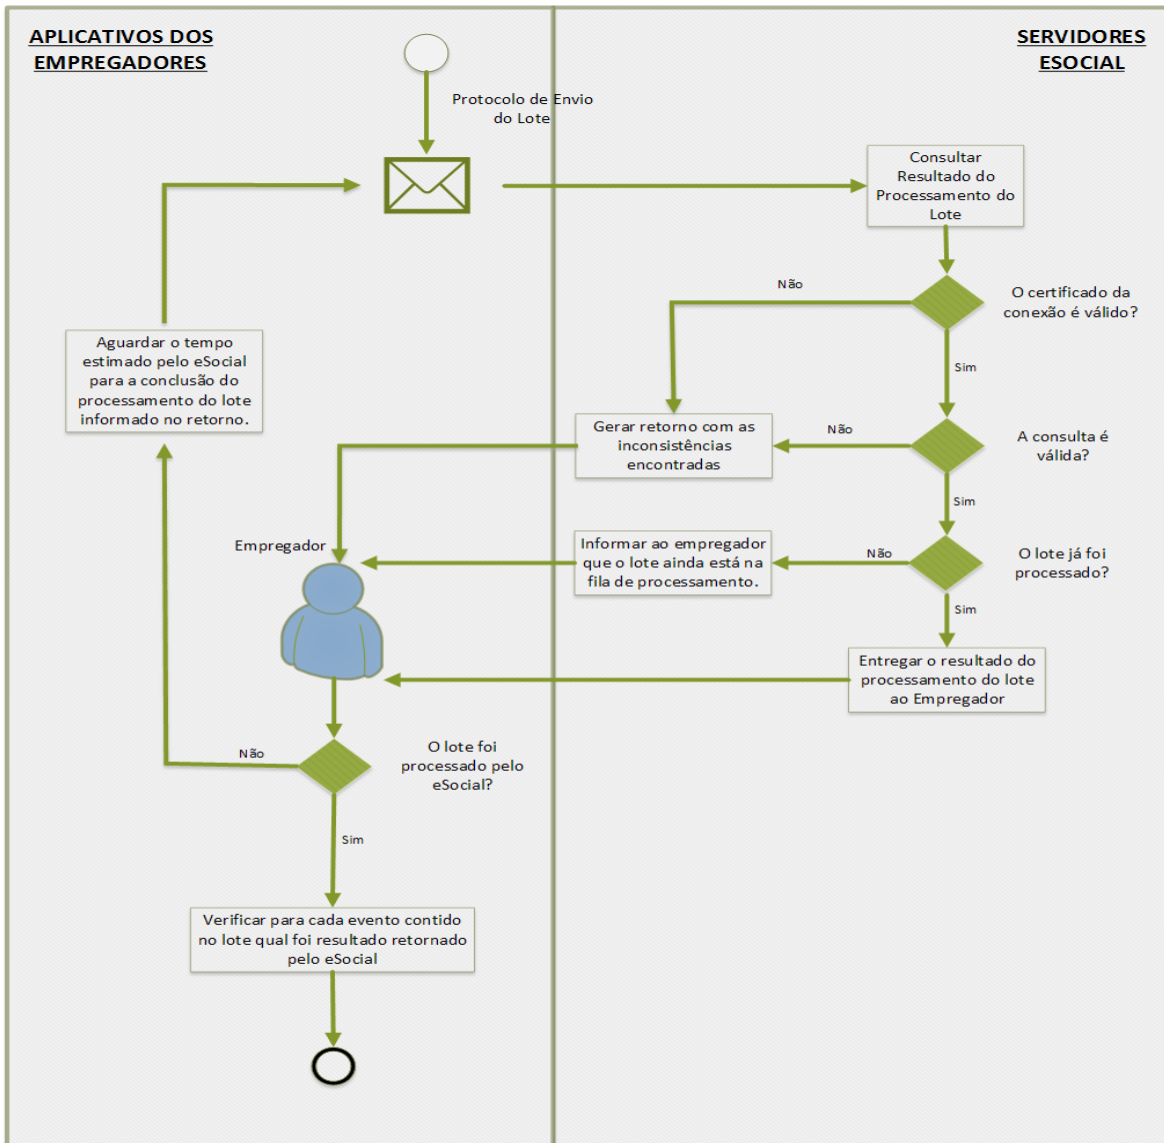 APLICATIVOS DOS
EMPREGADORES
SERVIDORES
ESOCIAL
Protocolo de Envio
do Lote
Consultar
Resultado do
Processamento do
Lote
Não
O certificado da
conexão é válido?
Sim
Aguardar o tempo
estimado pelo eSocial
para a conclusão do
processamento do lote
informado no retorno.
Gerar retorno com as
inconsistências
encontradas
Não
A consulta é
válida?
Sim
Empregador
Informar ao empregador
que o lote ainda está na
fila de processamento.
Não
O lote já foi
processado?
Sim
Entregar o resultado do
processamento do lote
ao Empregador
Não
O lote foi
processado pelo
eSocial?
Sim
Verificar para cada evento contido
no lote qual foi resultado retornado
pelo eSocial